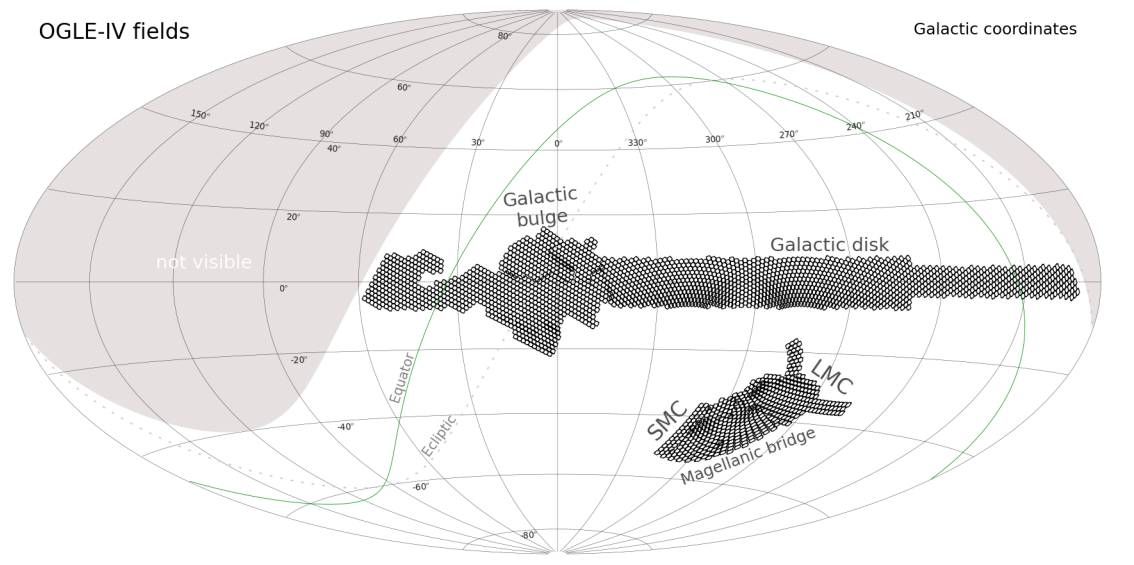 OGLE-IV fields
Galactic coordinates
80°
60°
150°
120°
90°
60°
30°
0°
330°
300°
270°
240°
210°
40°
Galactic
bulge
20°
Galactic disk
not visible
0°
-20°
Equator
LMC
SMC
-40°
Ecliptic
Magellanic bridge
-60°
-80°